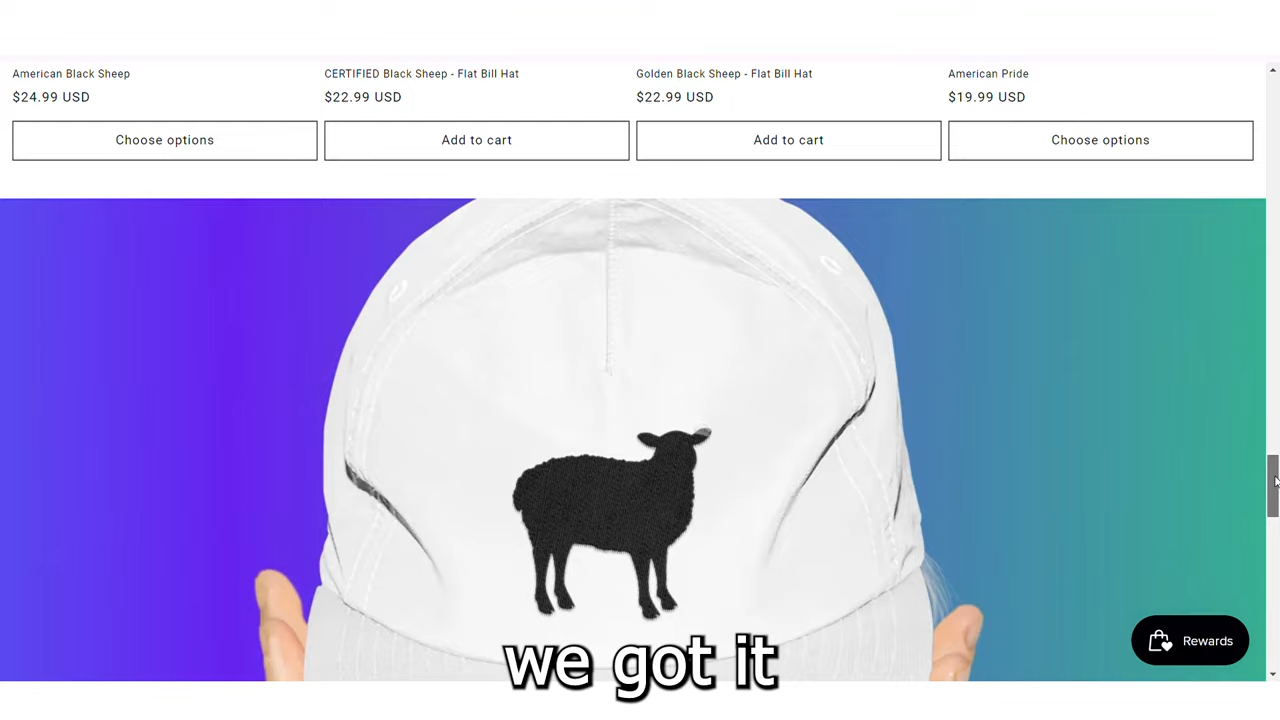 American Black Sheep
$24.99 USD
Choose options
CERTIFIED Black Sheep - Flat Bill Hat
$22.99 USD
Add to cart
Golden Black Sheep - Flat Bill Hat
$22.99 USD
Add to cart
American Pride
$19.99 USD
Choose options
Rewards
we got it